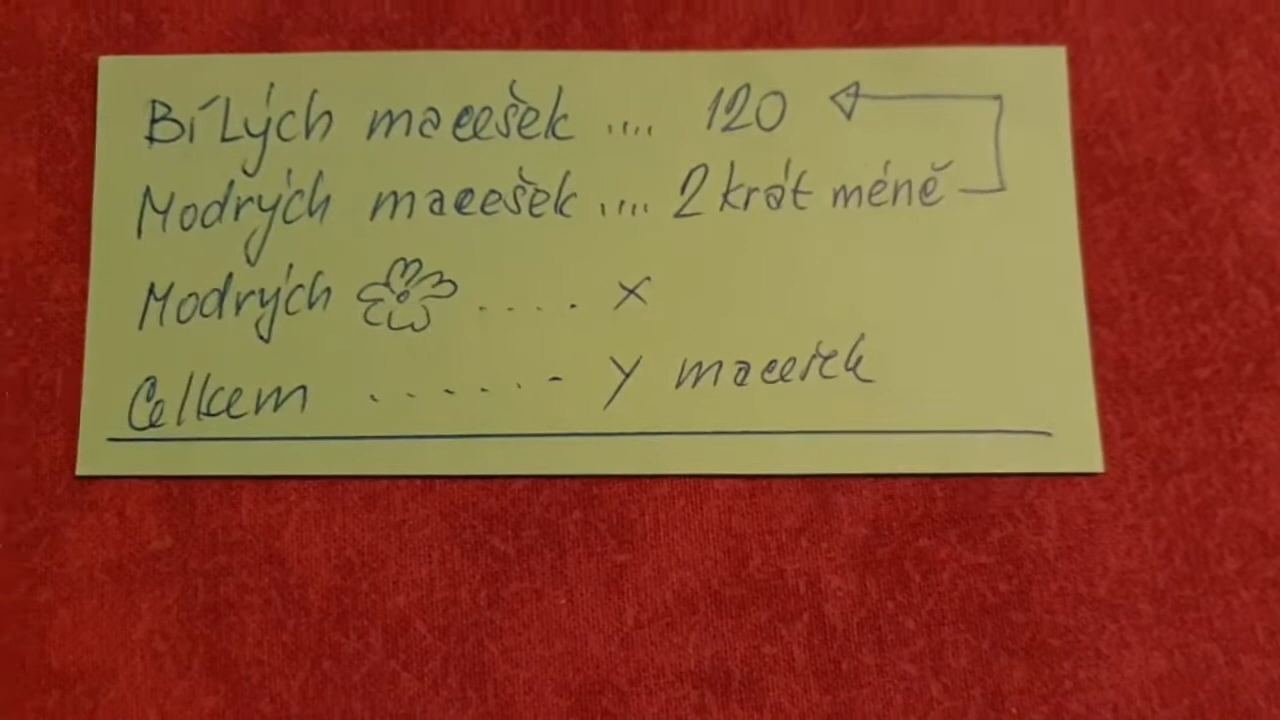 Bílých macešek .... 120
Modrých macešek .... 2krát méně
Modrých .... x
Celkem ...... y macešek